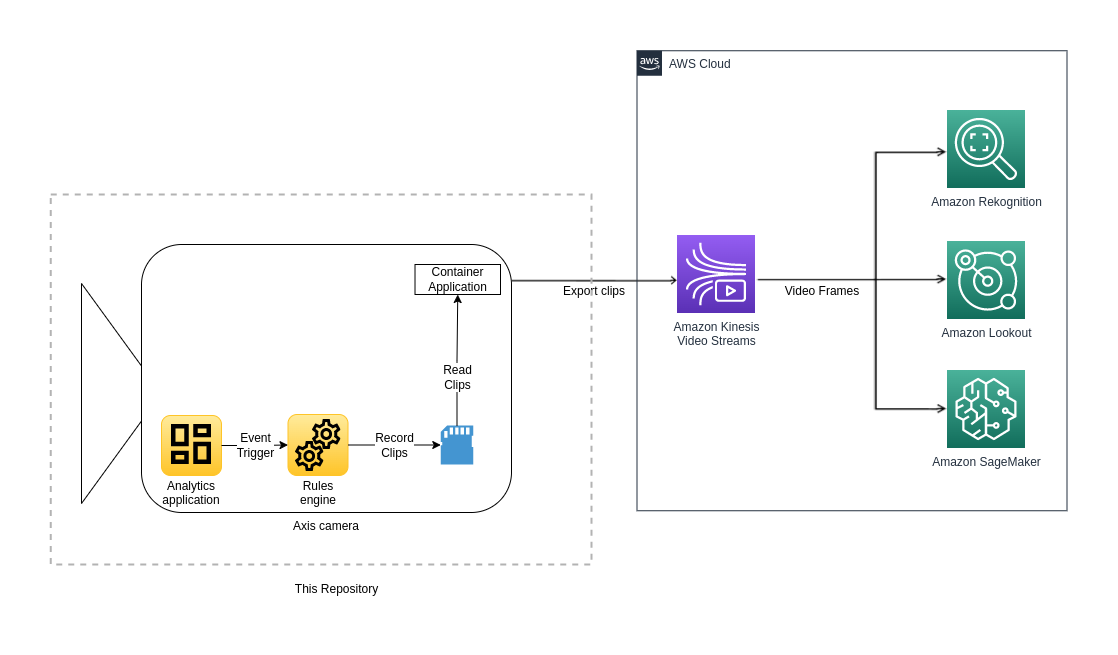 aws
AWS Cloud
Amazon Rekognition
Container
Application
Export clips
Video Frames
Amazon Kinesis
Video Streams
Amazon Lookout
Read
Clips
Event
Trigger
Record
Clips
Analytics
application
Rules
engine
Amazon SageMaker
Axis camera
This Repository